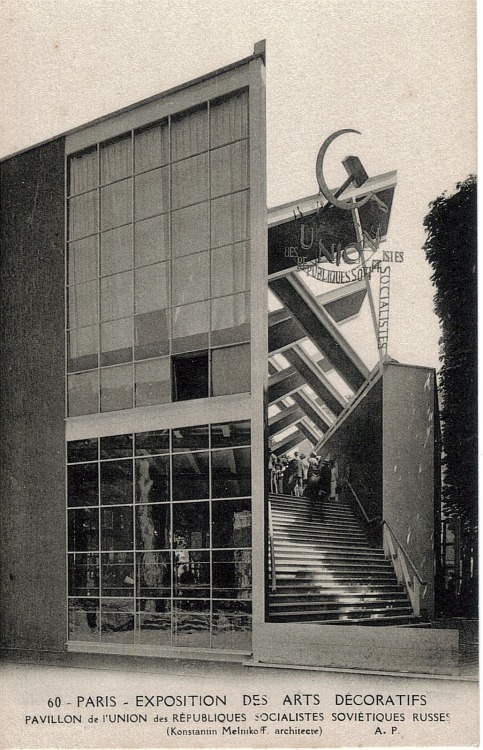 UNION
DES
RÉPUBLIQUES SOVIÉTISTES
SOCIALISTES
60 - PARIS - EXPOSITION DES ARTS DÉCORATIFS
PAVILLON de l'UNION des RÉPUBLIQUES SOCIALISTES SOVIÉTIQUES RUSSES
(Konstantin Melnikoff. architecte) A. P.